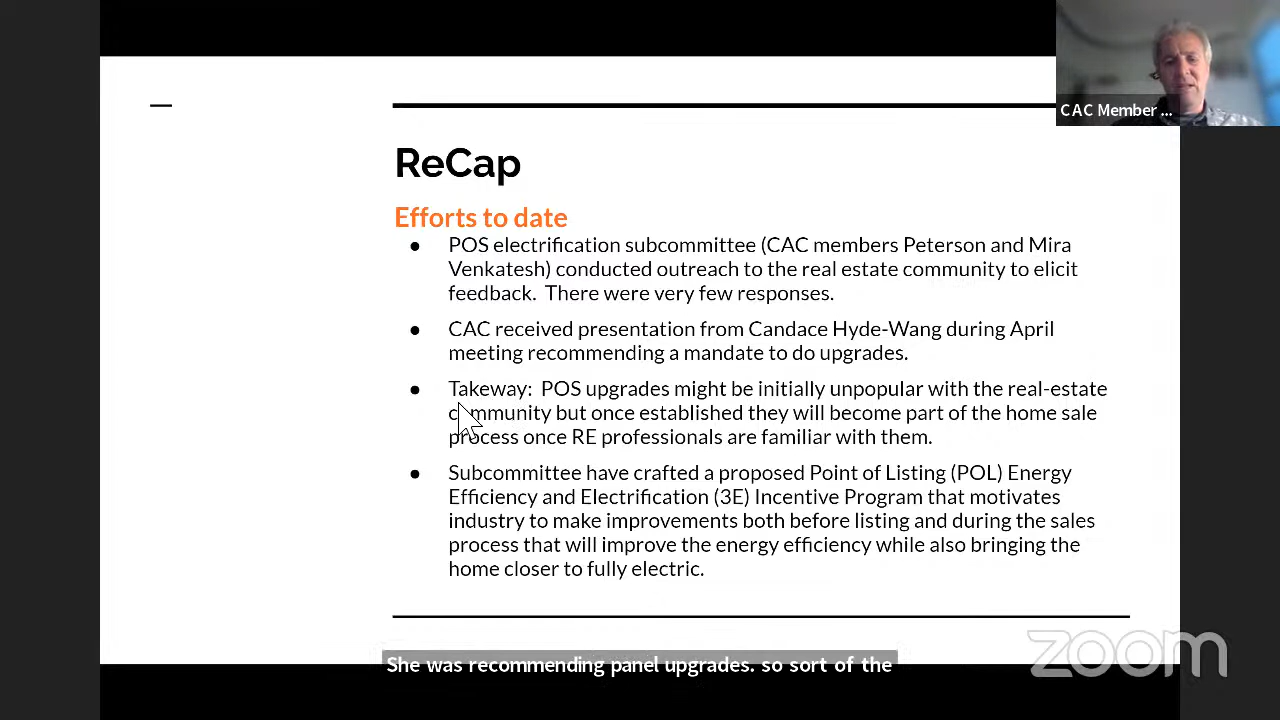 CAC Member ...
ReCap
Efforts to date
● POS electrification subcommittee (CAC members Peterson and Mira
Venkatesh) conducted outreach to the real estate community to elicit
feedback. There were very few responses.
● CAC received presentation from Candace Hyde-Wang during April
meeting recommending a mandate to do upgrades.
● Takeway: POS upgrades might be initially unpopular with the real-estate
community but once established they will become part of the home sale
process once RE professionals are familiar with them.
● Subcommittee have crafted a proposed Point of Listing (POL) Energy
Efficiency and Electrification (3E) Incentive Program that motivates
industry to make improvements both before listing and during the sales
process that will improve the energy efficiency while also bringing the
home closer to fully electric.
She was recommending panel upgrades. so sort of the
zoom